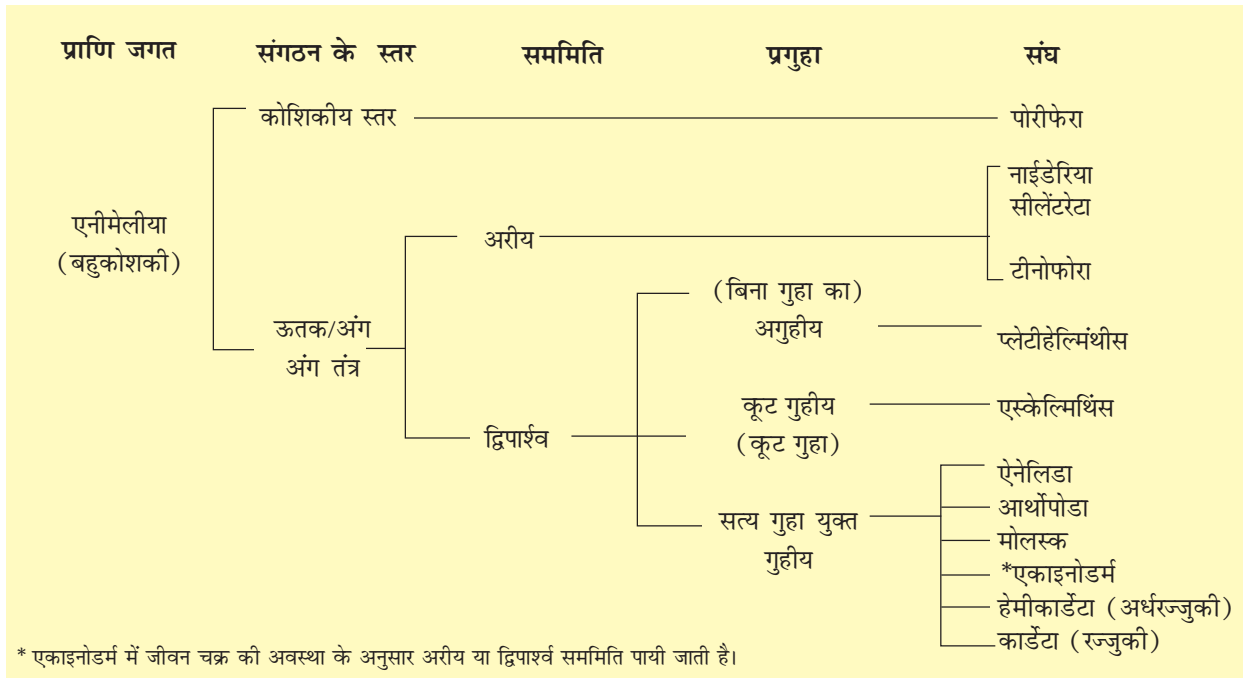 प्राणि जगत संगठन के स्तर सममिति प्रगुहा संघ
कोशिकीय स्तर पोरीफेरा
नाईडेरिया
सीलेंटरेटा
एनीमेलीया
(बहुकोशकी)
अरीय
टीनोफोरा
(बिना गुहा का)
अगुहीय
प्लेटीहेल्मिंथीस
ऊतक/अंग
अंग तंत्र
कूट गुहीय
(कूट गुहा)
एस्केल्मिथिंस
द्विपार्श्व
सत्य गुहा युक्त
गुहीय
ऐनेलिडा
आर्थोपोडा
मोलस्क
*एकाइनोडर्म
हेमीकार्डेटा (अर्धरज्जुकी)
कार्डेटा (रज्जुकी)
* एकाइनोडर्म में जीवन चक्र की अवस्था के अनुसार अरीय या द्विपार्श्व सममिति पायी जाती है।